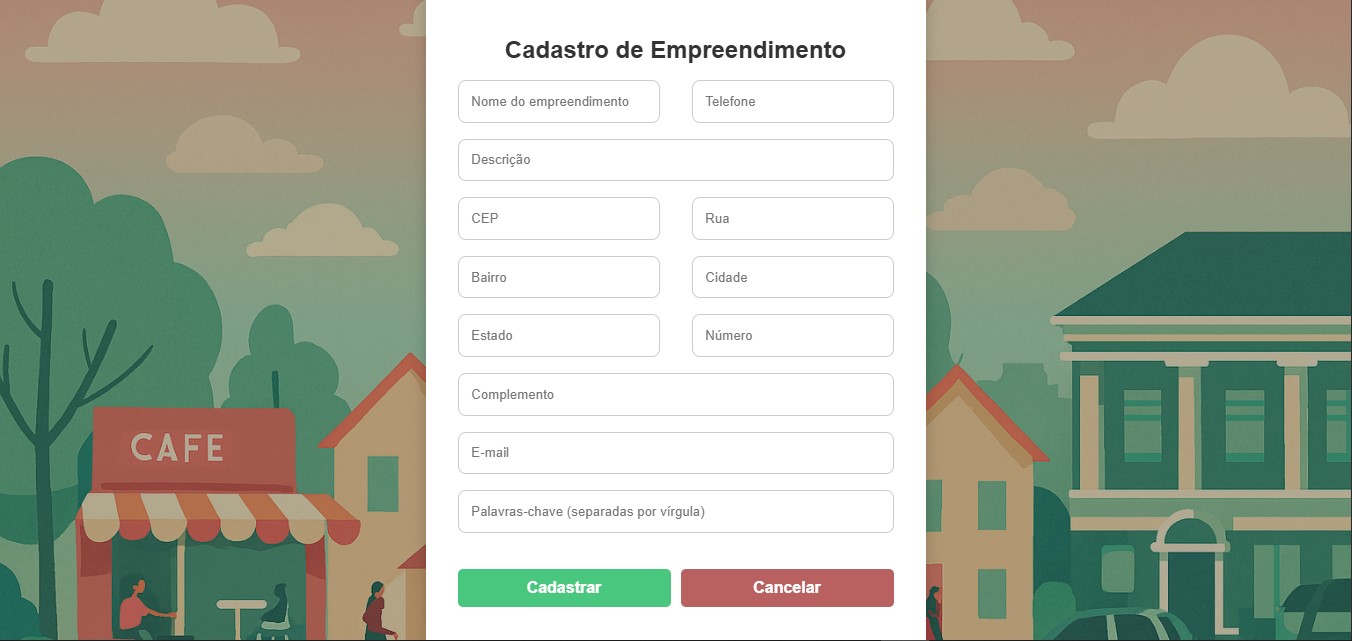 Cadastro de Empreendimento
Nome do empreendimento
Telefone
Descrição
CEP
Rua
Bairro
Cidade
Estado
Número
Complemento
E-mail
Palavras-chave (separadas por vírgula)
Cadastrar
Cancelar
CAFE